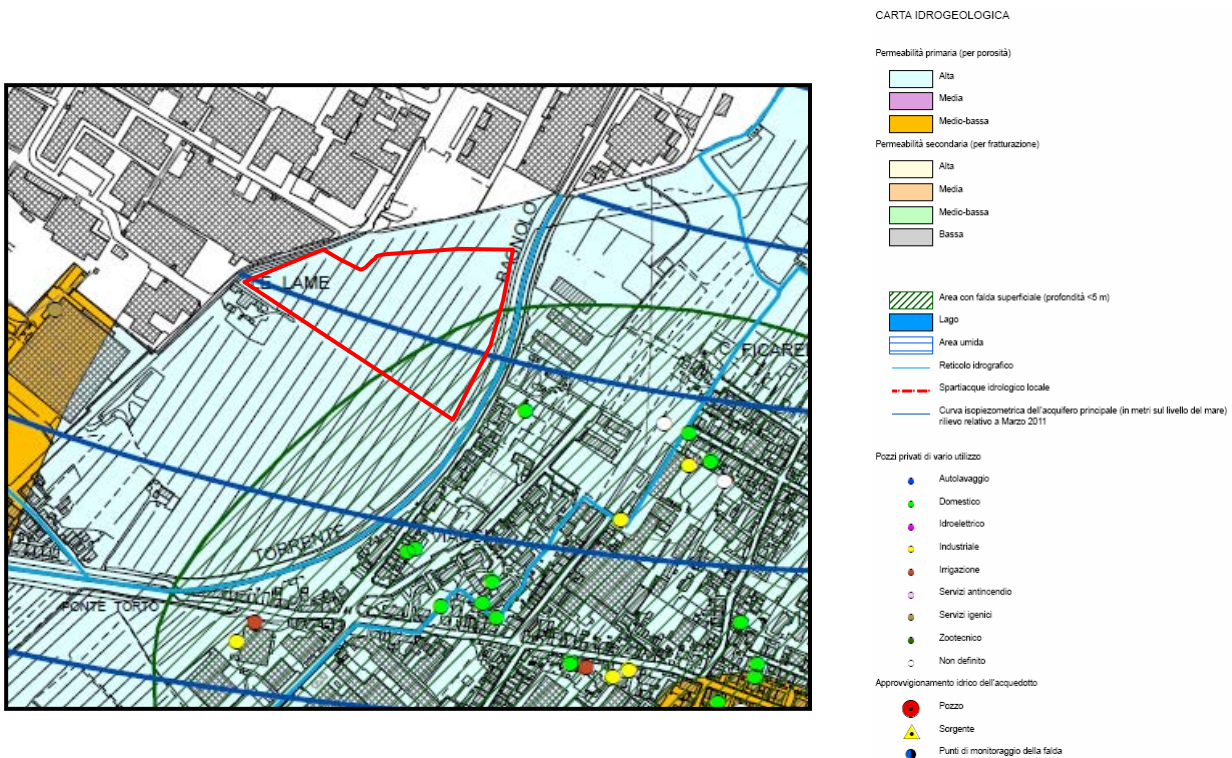 CARTA IDROGEOLOGICA
Permeabilità primaria (per porosità)
Alta
Media
Medio-bassa
Permeabilità secondaria (per fratturazione)
Alta
Media
Medio-bassa
Bassa
Area con falda superficiale (profondità <5 m)
Lago
Area umida
Reticolo idrografico
Spartiacque idrologico locale
Curva isopiezometrica dell'acquifero principale (in metri sul livello del mare)
rilievo relativo a Marzo 2011
Pozzi privati di vario utilizzo
Autolavaggio
Domestico
Idroelettrico
Industriale
Irrigazione
Servizi antincendio
Servizi igenici
Zootecnico
Non definito
Approvvigionamento idrico dell'acquedotto
Pozzo
Sorgente
Punti di monitoraggio della falda
LAME
BAGNOLO
PONTE TORTO